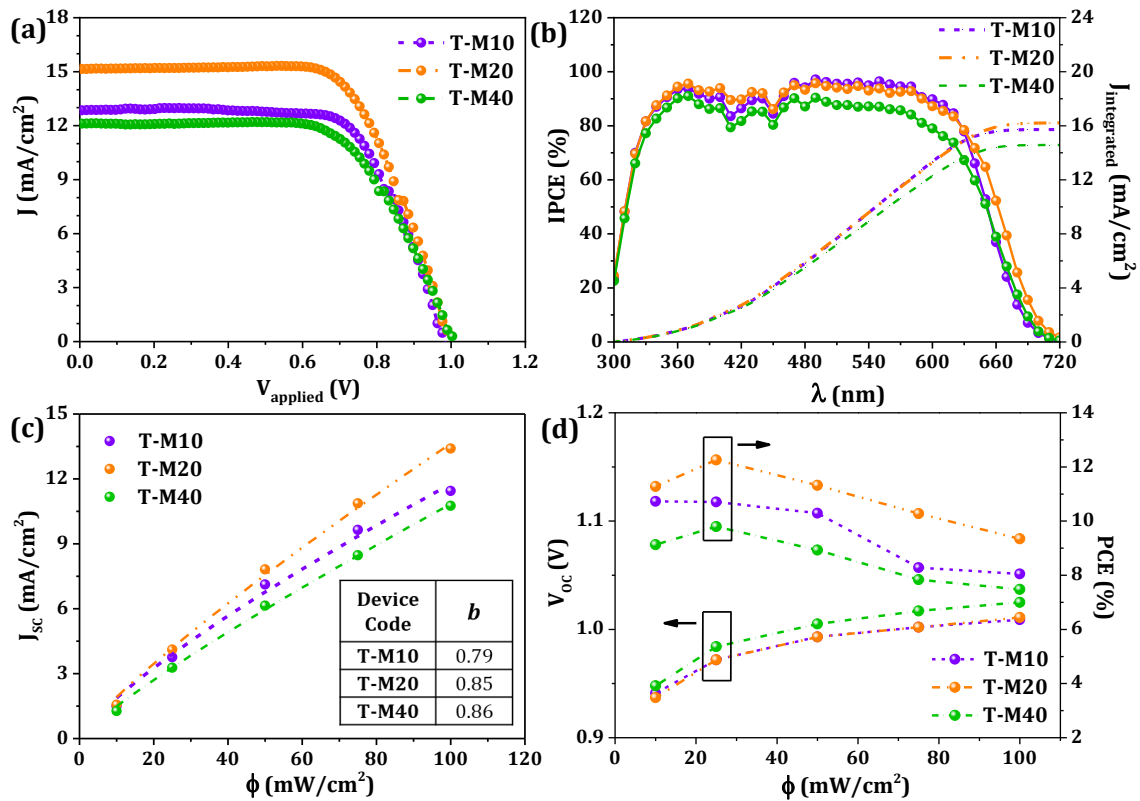 (a)
T-M10
T-M20
T-M40
18
15
12
9
6
3
0
J (mA/cm²)
0.0 0.2 0.4 0.6 0.8 1.0 1.2
V_applied (V)
(b)
T-M10
T-M20
T-M40
120
100
80
60
40
20
0
IPCE (%)
24
20
16
12
8
4
0
J_integrated (mA/cm²)
300 360 420 480 540 600 660 720
λ (nm)
(c)
T-M10
T-M20
T-M40
15
12
9
6
3
0
J_SC (mA/cm²)
Device Code b
T-M10 0.79
T-M20 0.85
T-M40 0.86
0 20 40 60 80 100 120
ϕ (mW/cm²)
(d)
1.2
1.1
1.0
0.9
V_OC (V)
14
12
10
8
6
4
2
PCE (%)
T-M10
T-M20
T-M40
0 20 40 60 80 100
ϕ (mW/cm²)